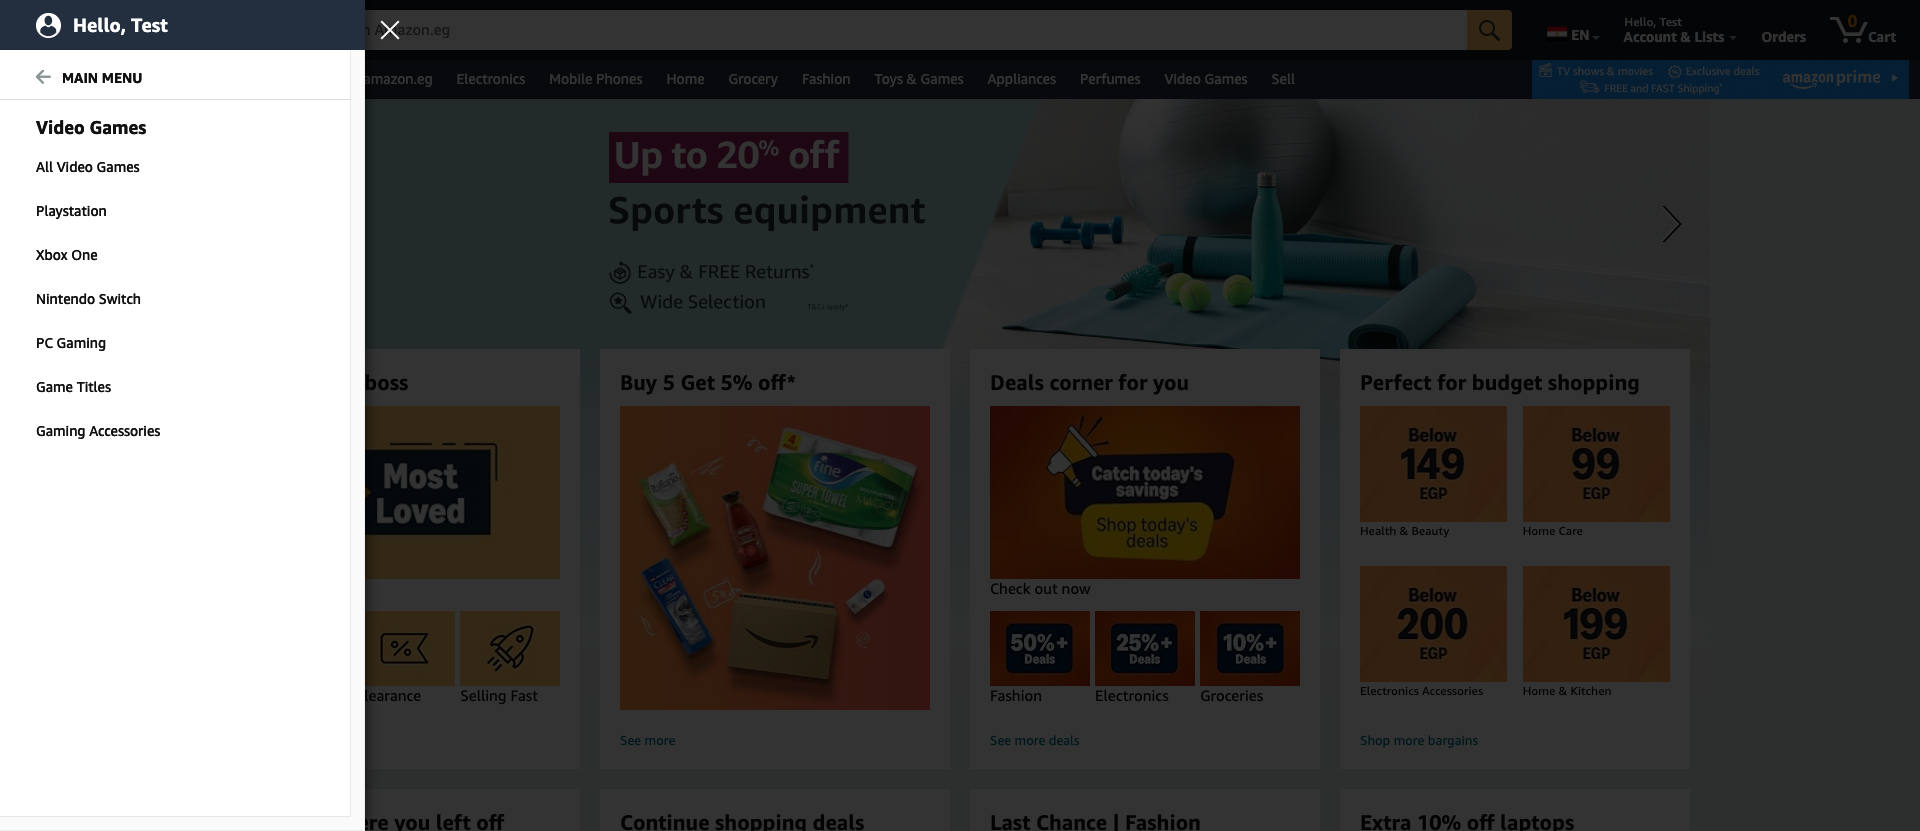 Hello, Test
MAIN MENU
Video Games
All Video Games
Playstation
Xbox One
Nintendo Switch
PC Gaming
Game Titles
Gaming Accessories
zon.eg
EN
Hello, Test
Account & Lists
Orders
0
Cart
amazon.eg
Electronics
Mobile Phones
Home
Grocery
Fashion
Toys & Games
Appliances
Perfumes
Video Games
Sell
TV shows & movies
Exclusive deals
FREE and FAST Shipping*
amazon prime
Up to 20% off
Sports equipment
Easy & FREE Returns*
Wide Selection
T&Cs apply*
boss
Most
Loved
learance
Selling Fast
Buy 5 Get 5% off*
4
fine
SUPER TOWEL
CLEAR
See more
Deals corner for you
Catch today's
savings
Shop today's
deals
Check out now
50%+
Deals
25%+
Deals
10%+
Deals
Fashion
Electronics
Groceries
See more deals
Perfect for budget shopping
Below
149
EGP
Below
99
EGP
Health & Beauty
Home Care
Below
200
EGP
Below
199
EGP
Electronics Accessories
Home & Kitchen
Shop more bargains
ere you left off
Continue shopping deals
Last Chance | Fashion
Extra 10% off laptops